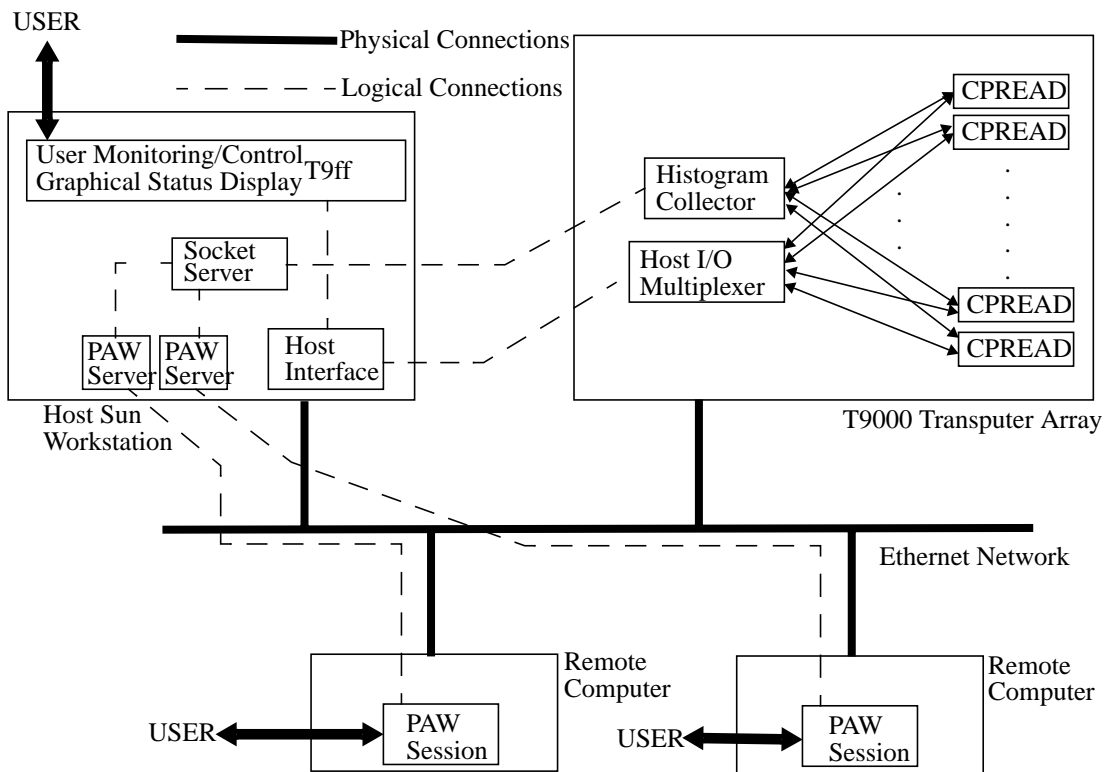 USER
Physical Connections
Logical Connections
User Monitoring/Control
Graphical Status Display
T9ff
Socket
Server
PAW
Server
PAW
Server
Host
Interface
Host Sun
Workstation
CPREAD
CPREAD
Histogram
Collector
Host I/O
Multiplexer
CPREAD
CPREAD
T9000 Transputer Array
Ethernet Network
Remote
Computer
USER
PAW
Session
Remote
Computer
USER
PAW
Session